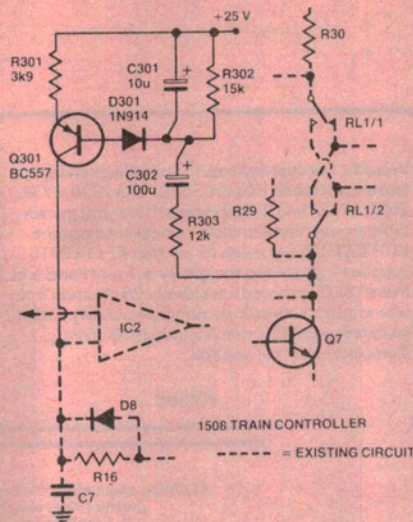 +25 V
R30
R301
3k9
C301
10u
+
R302
15k
D301
1N914
RL1/1
Q301
BC557
C302
100u
+
R29
RL1/2
R303
12k
IC2
Q7
D8
1506 TRAIN CONTROLLER
= EXISTING CIRCUIT
R16
C7